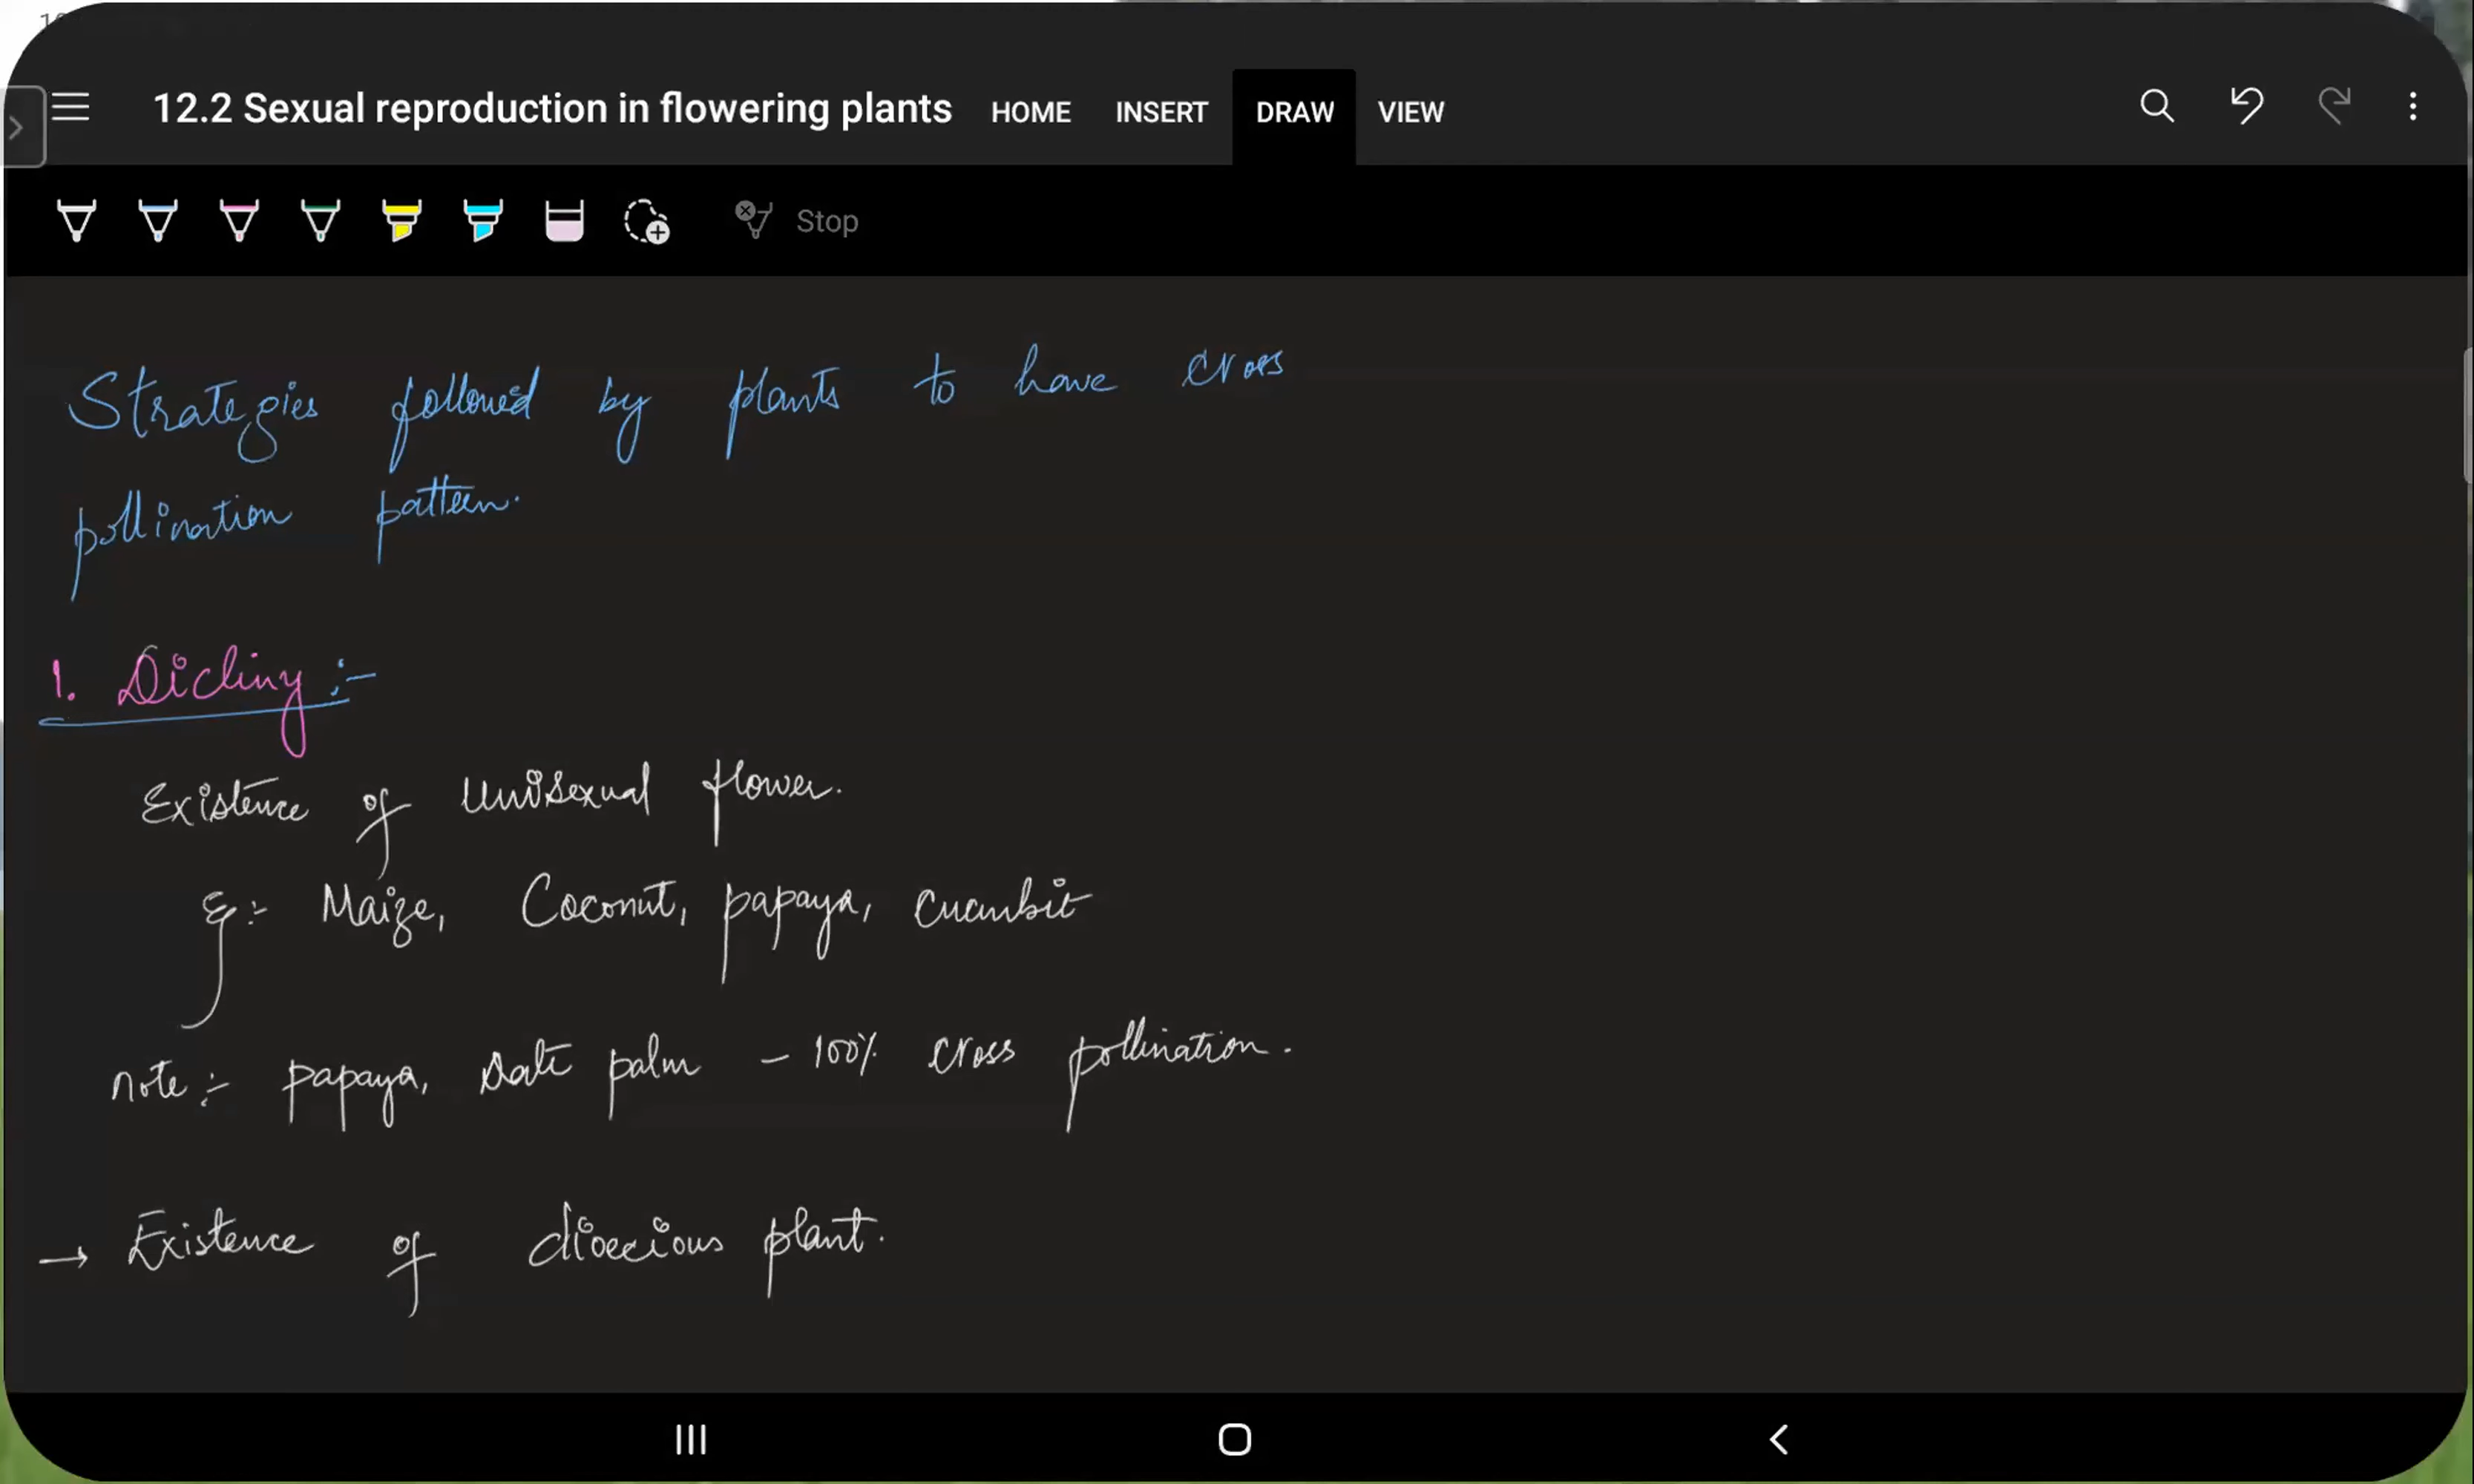 12.2 Sexual reproduction in flowering plants HOME INSERT DRAW VIEW
Stop
Strategies followed by plants to have cross
pollination pattern.
1. Dicliny :-
Existence of Unisexual flower.
Eg:- Maize, Coconut, papaya, cucurbit
note :- papaya, Date palm - 100% cross pollination.
→ Existence of dioecious plant.